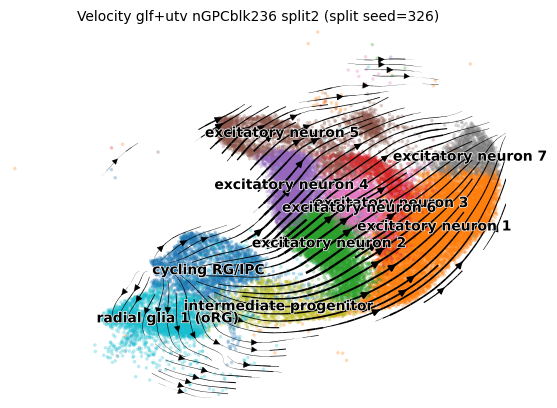 Velocity glf+utv nGPCblk236 split2 (split seed=326)
excitatory neuron 5
excitatory neuron 7
excitatory neuron 4
excitatory neuron 3
excitatory neuron 6
excitatory neuron 1
excitatory neuron 2
cycling RG/IPC
intermediate progenitor
radial glia 1 (oRG)